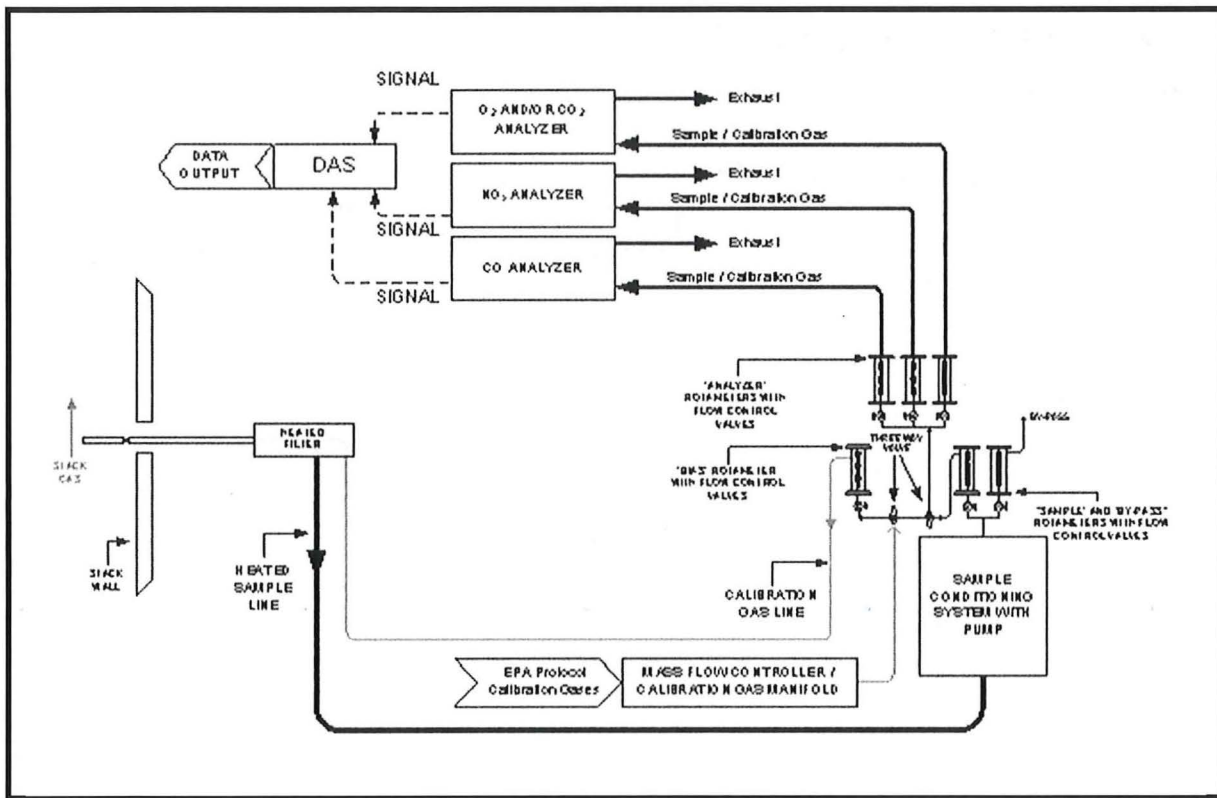 SIGNAL
O₂ AND/OR CO₂
ANALYZER
Exhaust
Sample / Calibration Gas
DATA
OUTPUT
DAS
NOₓ ANALYZER
Exhaust
Sample / Calibration Gas
SIGNAL
CO ANALYZER
Exhaust
Sample / Calibration Gas
SIGNAL
"ANALYZER"
ROTAMETERS WITH
FLOW CONTROL
VALVES
BY-PASS
THREE WAY
VALVE
HEATED
FILTER
STACK
GAS
"BIAS" ROTAMETER
WITH FLOW CONTROL
VALVES
"SAMPLE" AND "BY-PASS"
ROTAMETERS WITH FLOW
CONTROL VALVES
STACK
WALL
HEATED
SAMPLE
LINE
CALIBRATION
GAS LINE
SAMPLE
CONDITIONING
SYSTEM WITH
PUMP
EPA Protocol
Calibration Gases
MASS FLOW CONTROLLER /
CALIBRATION GAS MANIFOLD